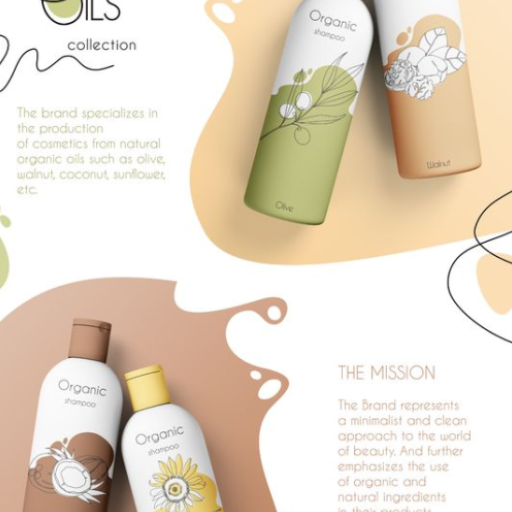 OILS
collection
The brand specializes in
the production
of cosmetics from natural
organic oils such as olive,
walnut, coconut, sunflower,
etc.
Organic
shampoo
Olive
Walnut
Organic
shampoo
Organic
shampoo
THE MISSION
The Brand represents
a minimalist and clean
approach to the world
of beauty. And further
emphasizes the use
of organic and
natural ingredients
in their products